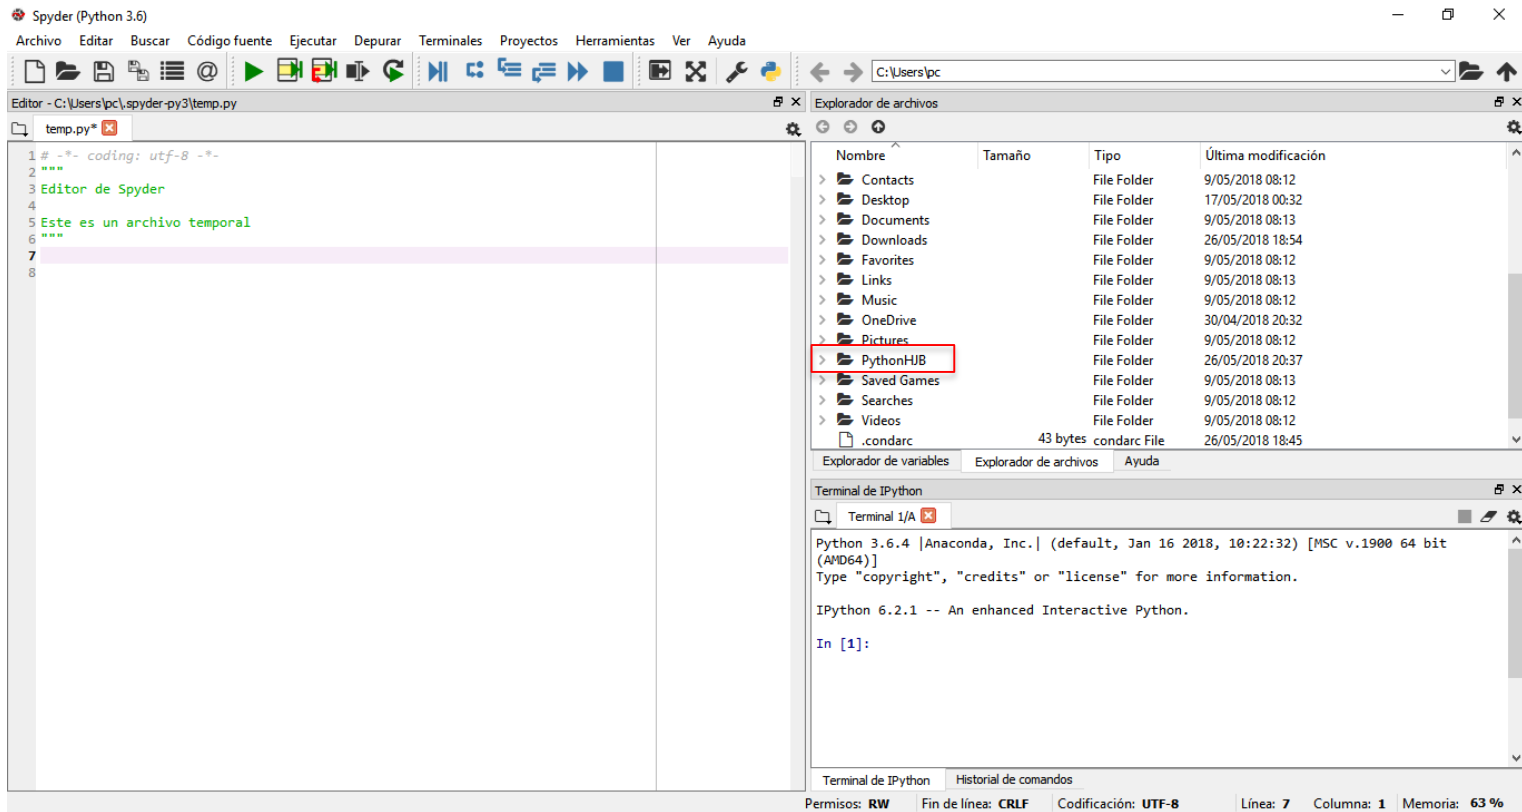 Spyder (Python 3.6)
Archivo Editar Buscar Código fuente Ejecutar Depurar Terminales Proyectos Herramientas Ver Ayuda
C:\Users\pc
Editor - C:\Users\pc\.spyder-py3\temp.py
temp.py*
1 # -*- coding: utf-8 -*-
2 """
3 Editor de Spyder
4
5 Este es un archivo temporal
6 """
7
8
Explorador de archivos
Nombre Tamaño Tipo Última modificación
Contacts File Folder 9/05/2018 08:12
Desktop File Folder 17/05/2018 00:32
Documents File Folder 9/05/2018 08:13
Downloads File Folder 26/05/2018 18:54
Favorites File Folder 9/05/2018 08:12
Links File Folder 9/05/2018 08:13
Music File Folder 9/05/2018 08:12
OneDrive File Folder 30/04/2018 20:32
Pictures File Folder 9/05/2018 08:12
PythonHJB File Folder 26/05/2018 20:37
Saved Games File Folder 9/05/2018 08:13
Searches File Folder 9/05/2018 08:12
Videos File Folder 9/05/2018 08:12
.condarc 43 bytes condarc File 26/05/2018 18:45
Explorador de variables Explorador de archivos Ayuda
Terminal de IPython
Terminal 1/A
Python 3.6.4 |Anaconda, Inc.| (default, Jan 16 2018, 10:22:32) [MSC v.1900 64 bit
(AMD64)]
Type "copyright", "credits" or "license" for more information.
IPython 6.2.1 -- An enhanced Interactive Python.
In [1]:
Terminal de IPython Historial de comandos
Permisos: RW Fin de línea: CRLF Codificación: UTF-8 Línea: 7 Columna: 1 Memoria: 63 %